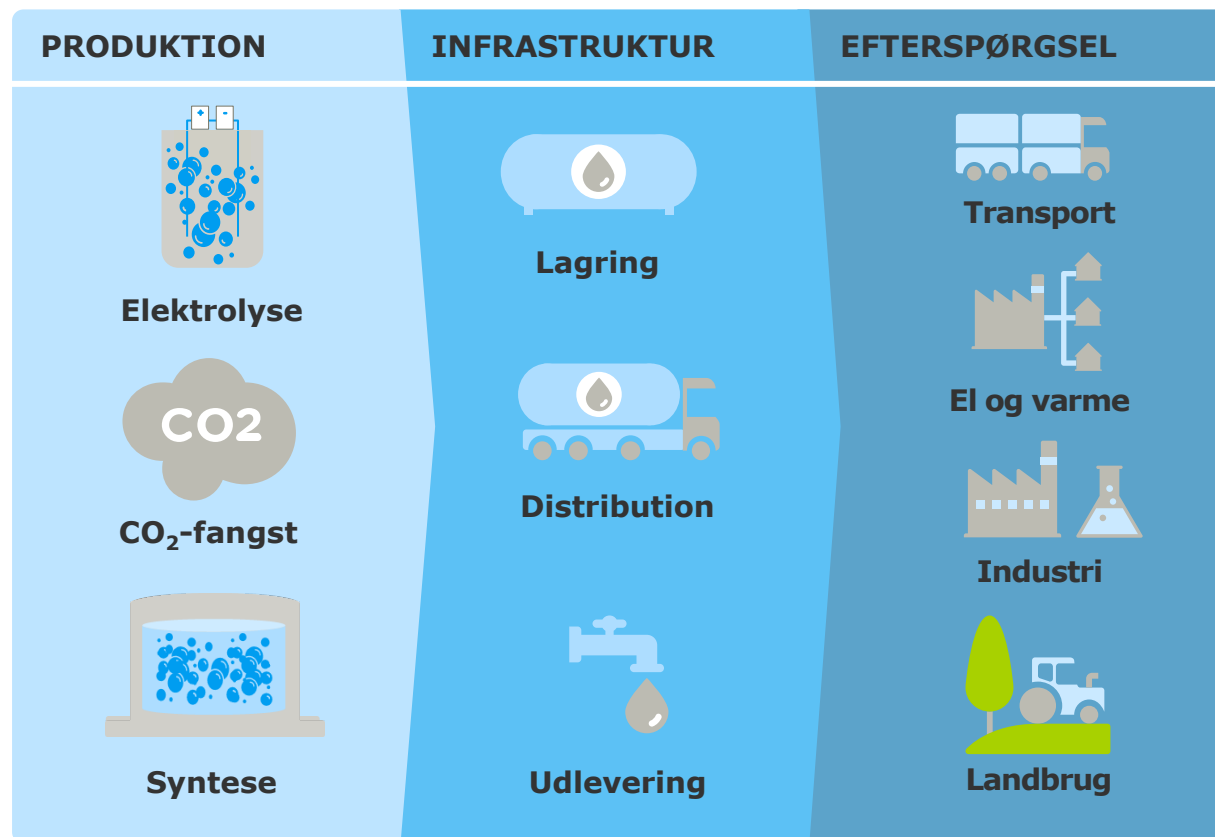 PRODUKTION
+ -
Elektrolyse
CO2
CO₂-fangst
Syntese
INFRASTRUKTUR
Lagring
Distribution
Udlevering
EFTERSPØRGSEL
Transport
El og varme
Industri
Landbrug